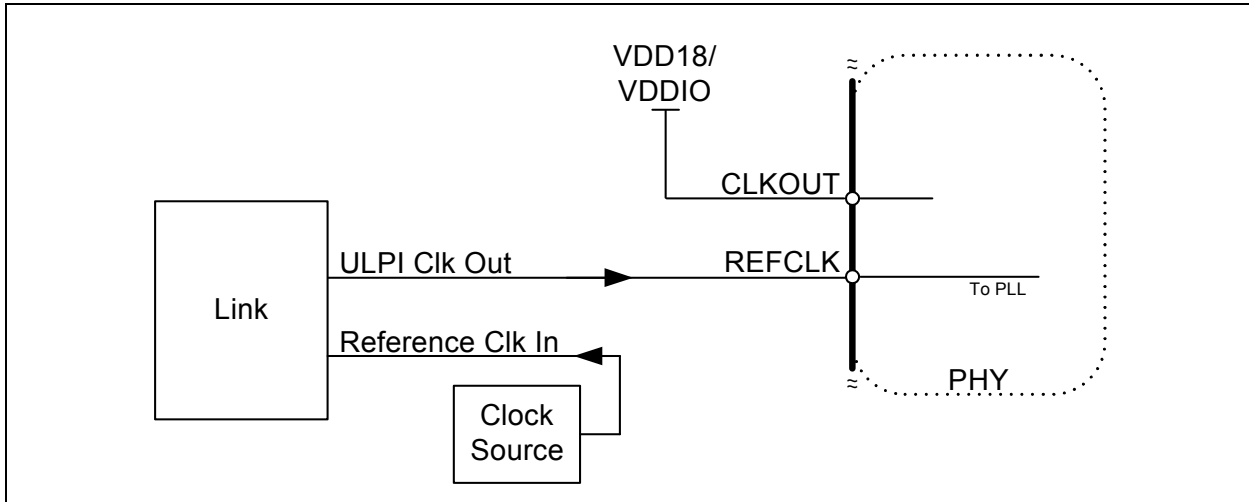 VDD18/
VDDIO
CLKOUT
ULPI Clk Out
REFCLK
To PLL
Link
Reference Clk In
PHY
Clock
Source